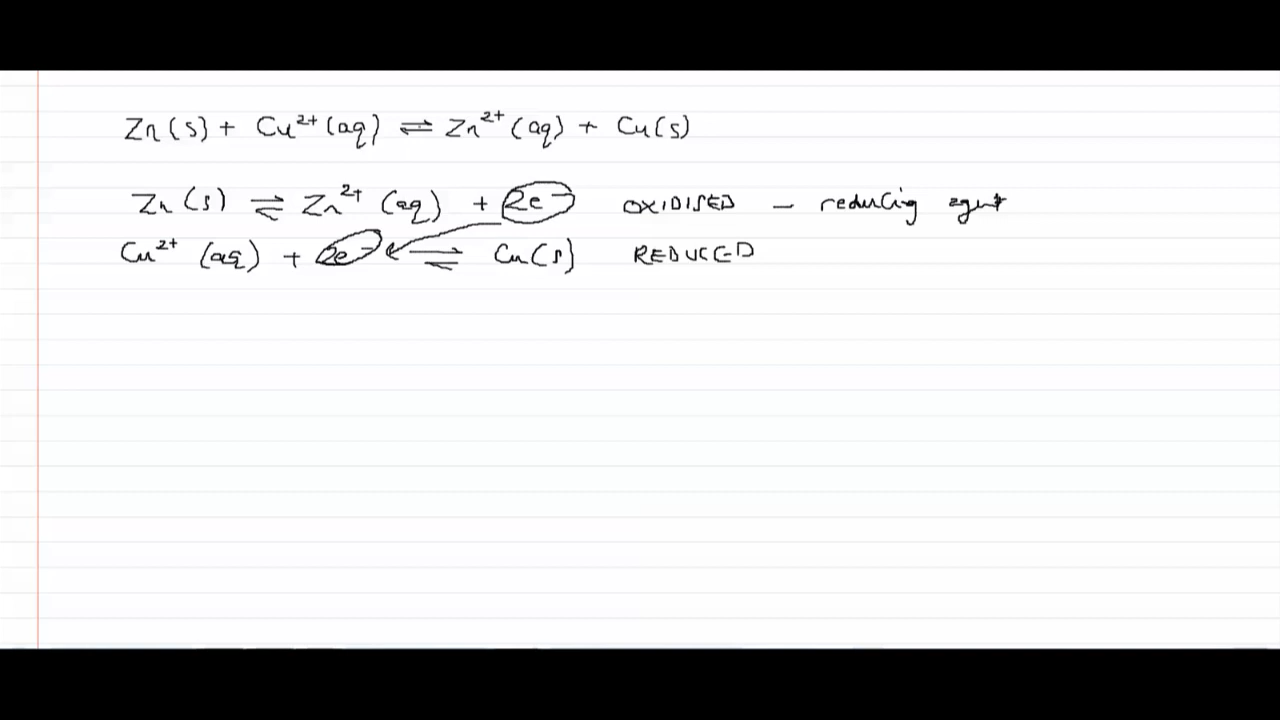 Zn(s) + Cu²⁺(aq) ⇌ Zn²⁺(aq) + Cu(s)
Zn(s) ⇌ Zn²⁺(aq) + 2e⁻ OXIDISED – reducing agent
Cu²⁺(aq) + 2e⁻ ⇌ Cu(s) REDUCED